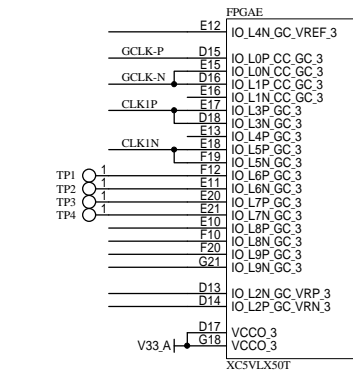 FPGAE
E12 IO_L4N_GC_VREF_3
GCLK-P D15 IO_L0P_CC_GC_3
E15 IO_L0N_CC_GC_3
GCLK-N D16 IO_L1P_CC_GC_3
E16 IO_L1N_CC_GC_3
CLK1P E17 IO_L3P_GC_3
D18 IO_L3N_GC_3
E13 IO_L4P_GC_3
CLK1N E18 IO_L5P_GC_3
F19 IO_L5N_GC_3
TP1 1 F12 IO_L6P_GC_3
TP2 1 E11 IO_L6N_GC_3
TP3 1 E20 IO_L7P_GC_3
TP4 1 E21 IO_L7N_GC_3
E10 IO_L8P_GC_3
F10 IO_L8N_GC_3
F20 IO_L9P_GC_3
G21 IO_L9N_GC_3
D13 IO_L2N_GC_VRP_3
D14 IO_L2P_GC_VRN_3
D17 VCCO_3
V33_A G18 VCCO_3
XC5VLX50T